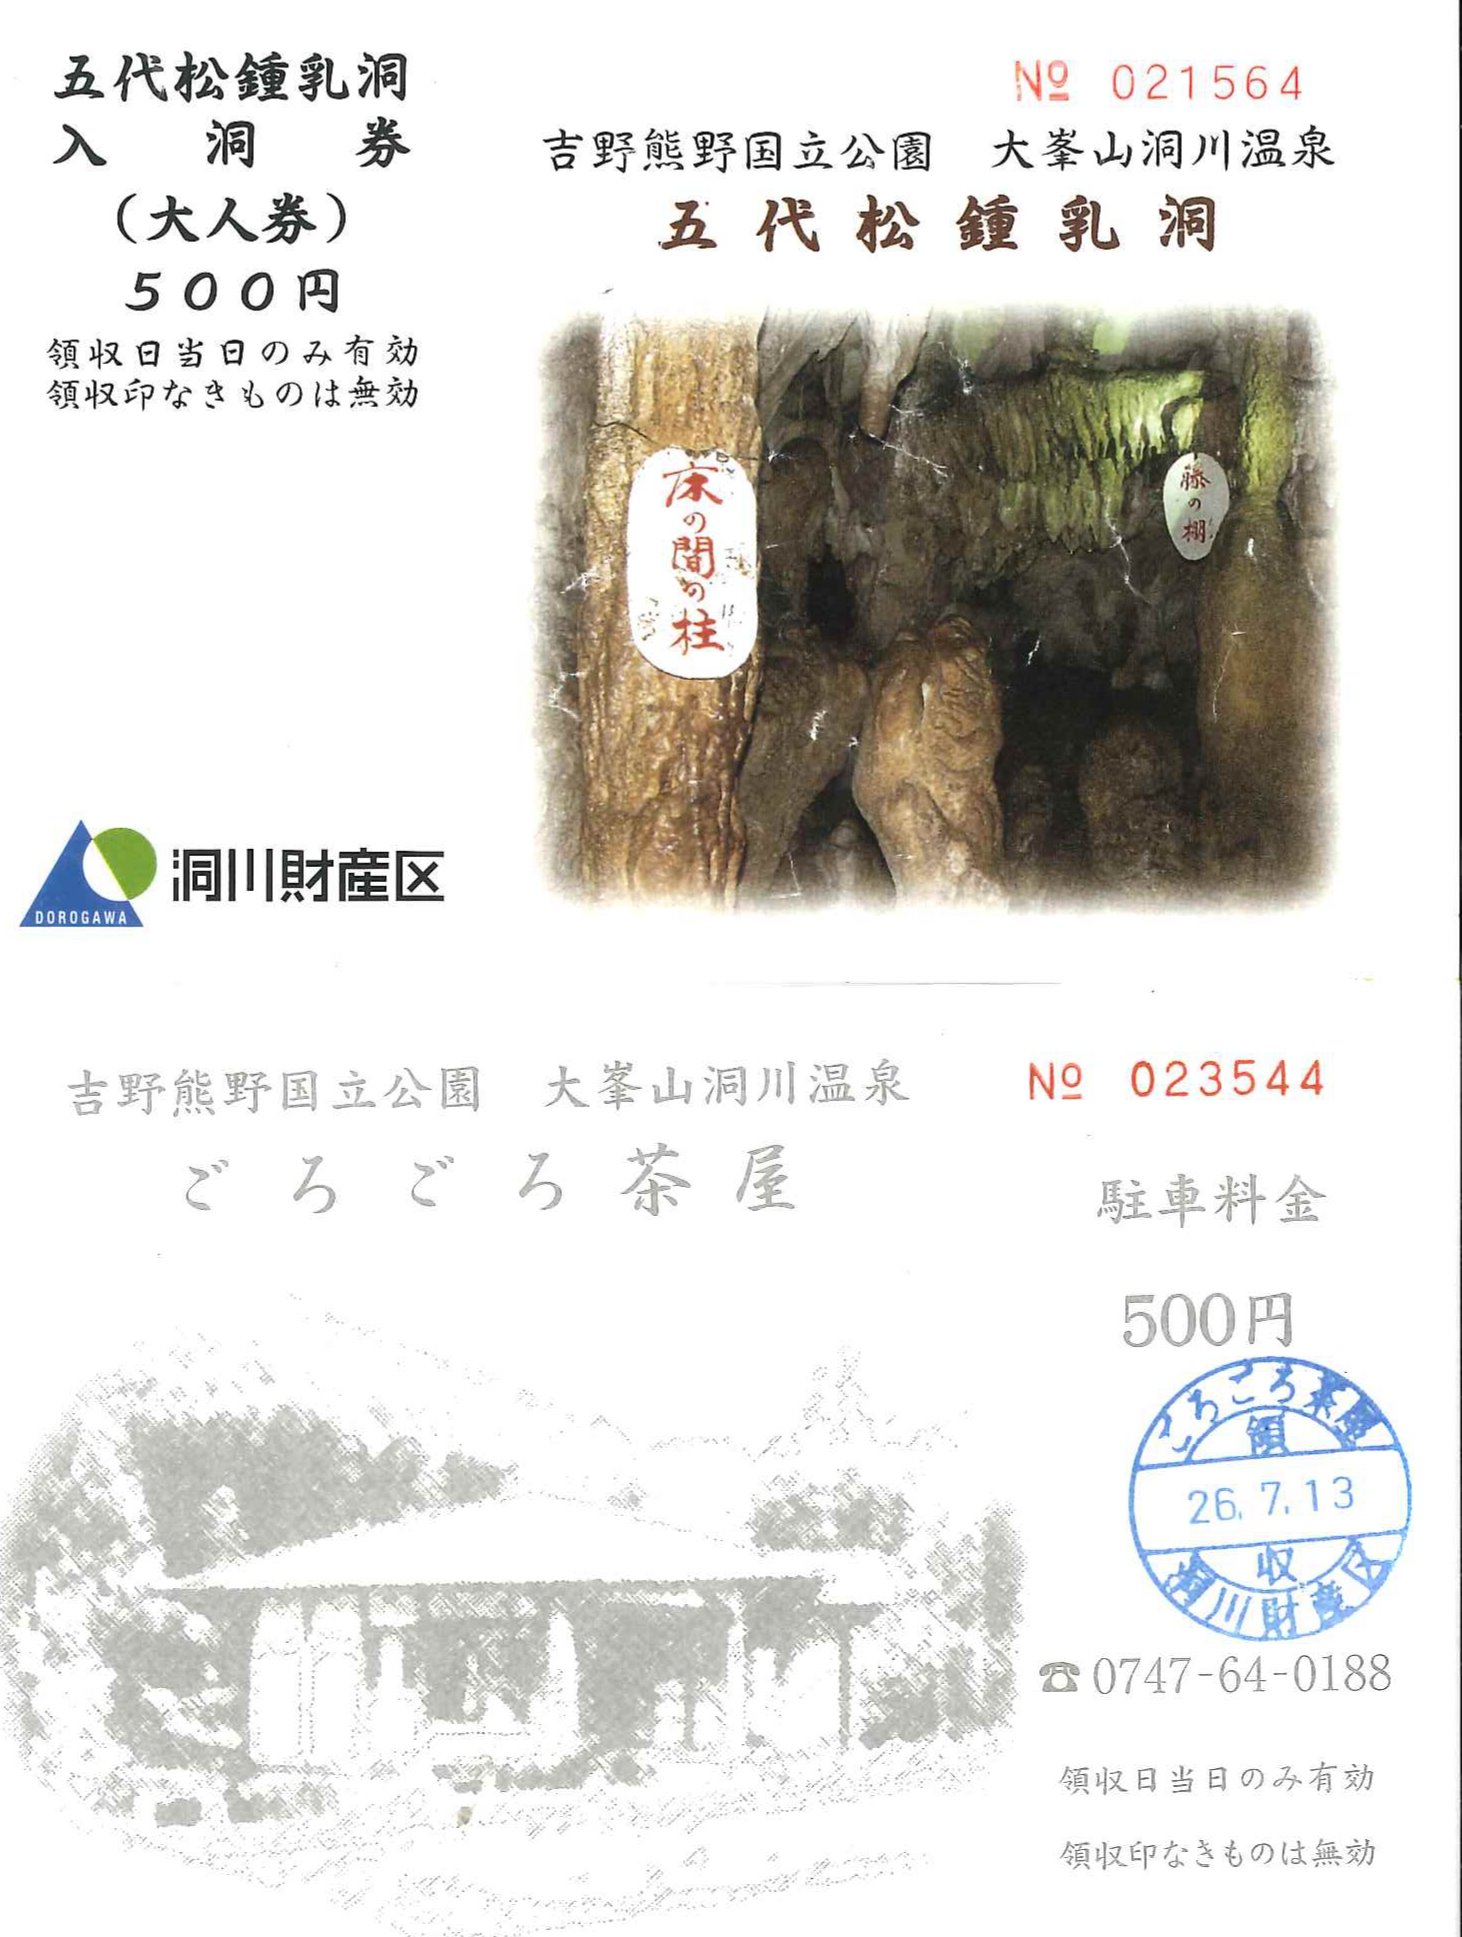 五代松鍾乳洞
入洞券
（大人券）
５００円
領収日当日のみ有効
領収印なきものは無効
DOROGAWA
洞川財産区
№ 021564
吉野熊野国立公園　大峯山洞川温泉
五代松鍾乳洞
床の間の柱
藤の棚
吉野熊野国立公園　大峯山洞川温泉
ごろごろ茶屋
№ 023544
駐車料金
500円
ごろごろ茶屋
領
26.7.13
収
洞川財産区
☎0747-64-0188
領収日当日のみ有効
領収印なきものは無効